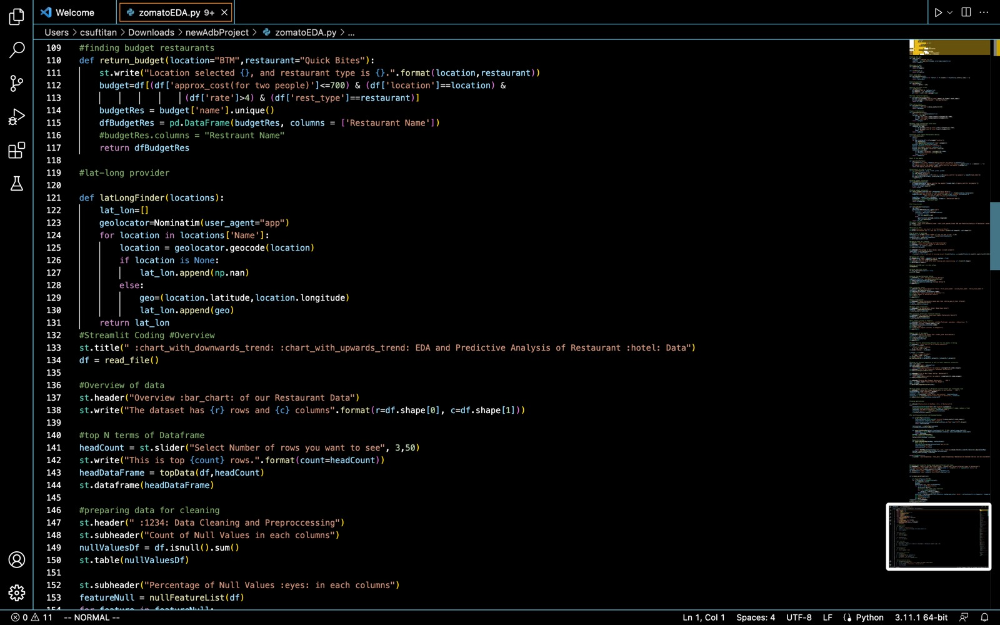 Welcome
zomatoEDA.py 9+
Users > csuftitan > Downloads > newAdbProject > zomatoEDA.py > ...
109 #finding budget restaurants
110 def return_budget(location="BTM",restaurant="Quick Bites"):
111 st.write("Location selected {}, and restaurant type is {}.".format(location,restaurant))
112 budget=df[(df['approx_cost(for two people)']<=700) & (df['location']==location) &
113 (df['rate']>4) & (df['rest_type']==restaurant)]
114 budgetRes = budget['name'].unique()
115 dfBudgetRes = pd.DataFrame(budgetRes, columns = ['Restaurant Name'])
116 #budgetRes.columns = "Restraunt Name"
117 return dfBudgetRes
118
119 #lat-long provider
120
121 def latLongFinder(locations):
122 lat_lon=[]
123 geolocator=Nominatim(user_agent="app")
124 for location in locations['Name']:
125 location = geolocator.geocode(location)
126 if location is None:
127 lat_lon.append(np.nan)
128 else:
129 geo=(location.latitude,location.longitude)
130 lat_lon.append(geo)
131 return lat_lon
132 #Streamlit Coding #Overview
133 st.title(" :chart_with_downwards_trend: :chart_with_upwards_trend: EDA and Predictive Analysis of Restaurant :hotel: Data")
134 df = read_file()
135
136 #Overview of data
137 st.header("Overview :bar_chart: of our Restaurant Data")
138 st.write("The dataset has {r} rows and {c} columns".format(r=df.shape[0], c=df.shape[1]))
139
140 #top N terms of Dataframe
141 headCount = st.slider("Select Number of rows you want to see", 3,50)
142 st.write("This is top {count} rows.".format(count=headCount))
143 headDataFrame = topData(df,headCount)
144 st.dataframe(headDataFrame)
145
146 #preparing data for cleaning
147 st.header(" :1234: Data Cleaning and Preproccessing")
148 st.subheader("Count of Null Values in each columns")
149 nullValuesDf = df.isnull().sum()
150 st.table(nullValuesDf)
151
152 st.subheader("Percentage of Null Values :eyes: in each columns")
153 featureNull = nullFeatureList(df)
154 for feature in featureNull:
0 11 -- NORMAL -- Ln 1, Col 1 Spaces: 4 UTF-8 LF Python 3.11.1 64-bit